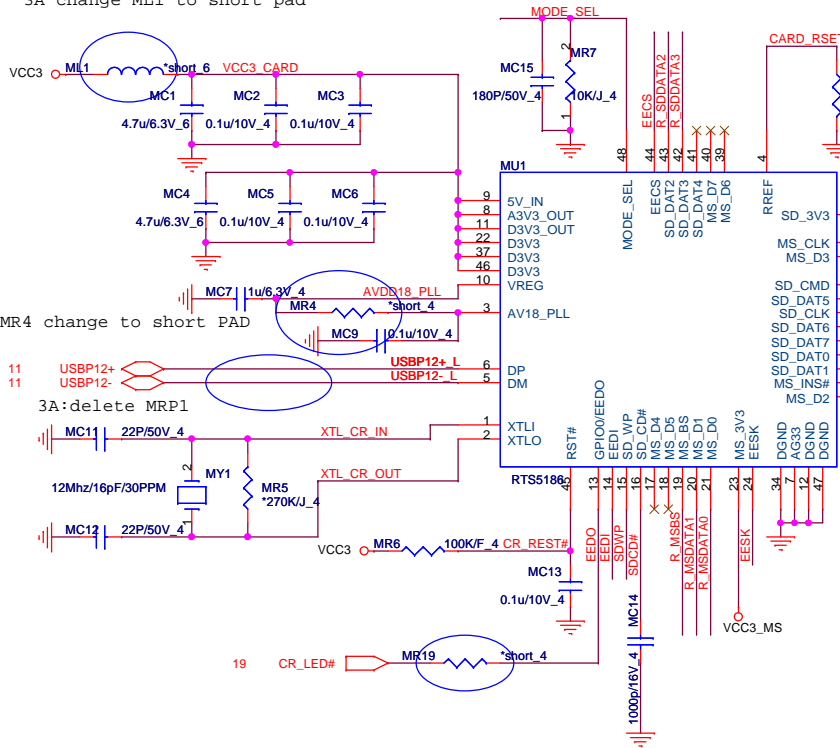 3A change ML1 to short pad
MODE_SEL
CARD_RSET
VCC3
ML1
*short_6
VCC3_CARD
MC1
MC2
MC3
4.7u/6.3V_6
0.1u/10V_4
0.1u/10V_4
MC15
180P/50V_4
MR7
2
10K/J_4
1
EECS
R_SDDATA2
R_SDDATA3
48
44
43
42
41
40
39
4
MU1
MC4
MC5
MC6
4.7u/6.3V_6
0.1u/10V_4
0.1u/10V_4
9
8
11
22
37
46
10
3
6
5
1
2
5V_IN
A3V3_OUT
D3V3_OUT
D3V3
D3V3
D3V3
VREG
AV18_PLL
DP
DM
XTLI
XTLO
MODE_SEL
EECS
SD_DAT2
SD_DAT3
SD_DAT4
MS_D7
MS_D6
RREF
SD_3V3
MS_CLK
MS_D3
SD_CMD
SD_DAT5
SD_CLK
SD_DAT6
SD_DAT7
SD_DAT0
SD_DAT1
MS_INS#
MS_D2
MC7
1u/6.3V_4
AVDD18_PLL
MR4
*short_4
MR4 change to short PAD
MC9
0.1u/10V_4
11
USBP12+
USBP12+_L
11
USBP12-
USBP12-_L
3A:delete MRP1
MC11
22P/50V_4
XTL_CR_IN
2
MY1
12Mhz/16pF/30PPM
1
MR5
*270K/J_4
XTL_CR_OUT
MC12
22P/50V_4
RTS5186
RST#
GPIO0/EEDO
EEDI
SD_WP
SD_CD#
MS_D4
MS_D5
MS_BS
MS_D1
MS_D0
MS_3V3
EESK
DGND
AG33
DGND
DGND
45
13
14
15
16
17
18
19
20
21
23
24
34
7
12
47
VCC3
MR6
100K/F_4
CR_REST#
MC13
0.1u/10V_4
EEDO
EEDI
SDWP
SDCD#
R_MSBS
R_MSDATA1
R_MSDATA0
EESK
VCC3_MS
MC14
1000p/16V_4
19
CR_LED#
MR19
*short_4